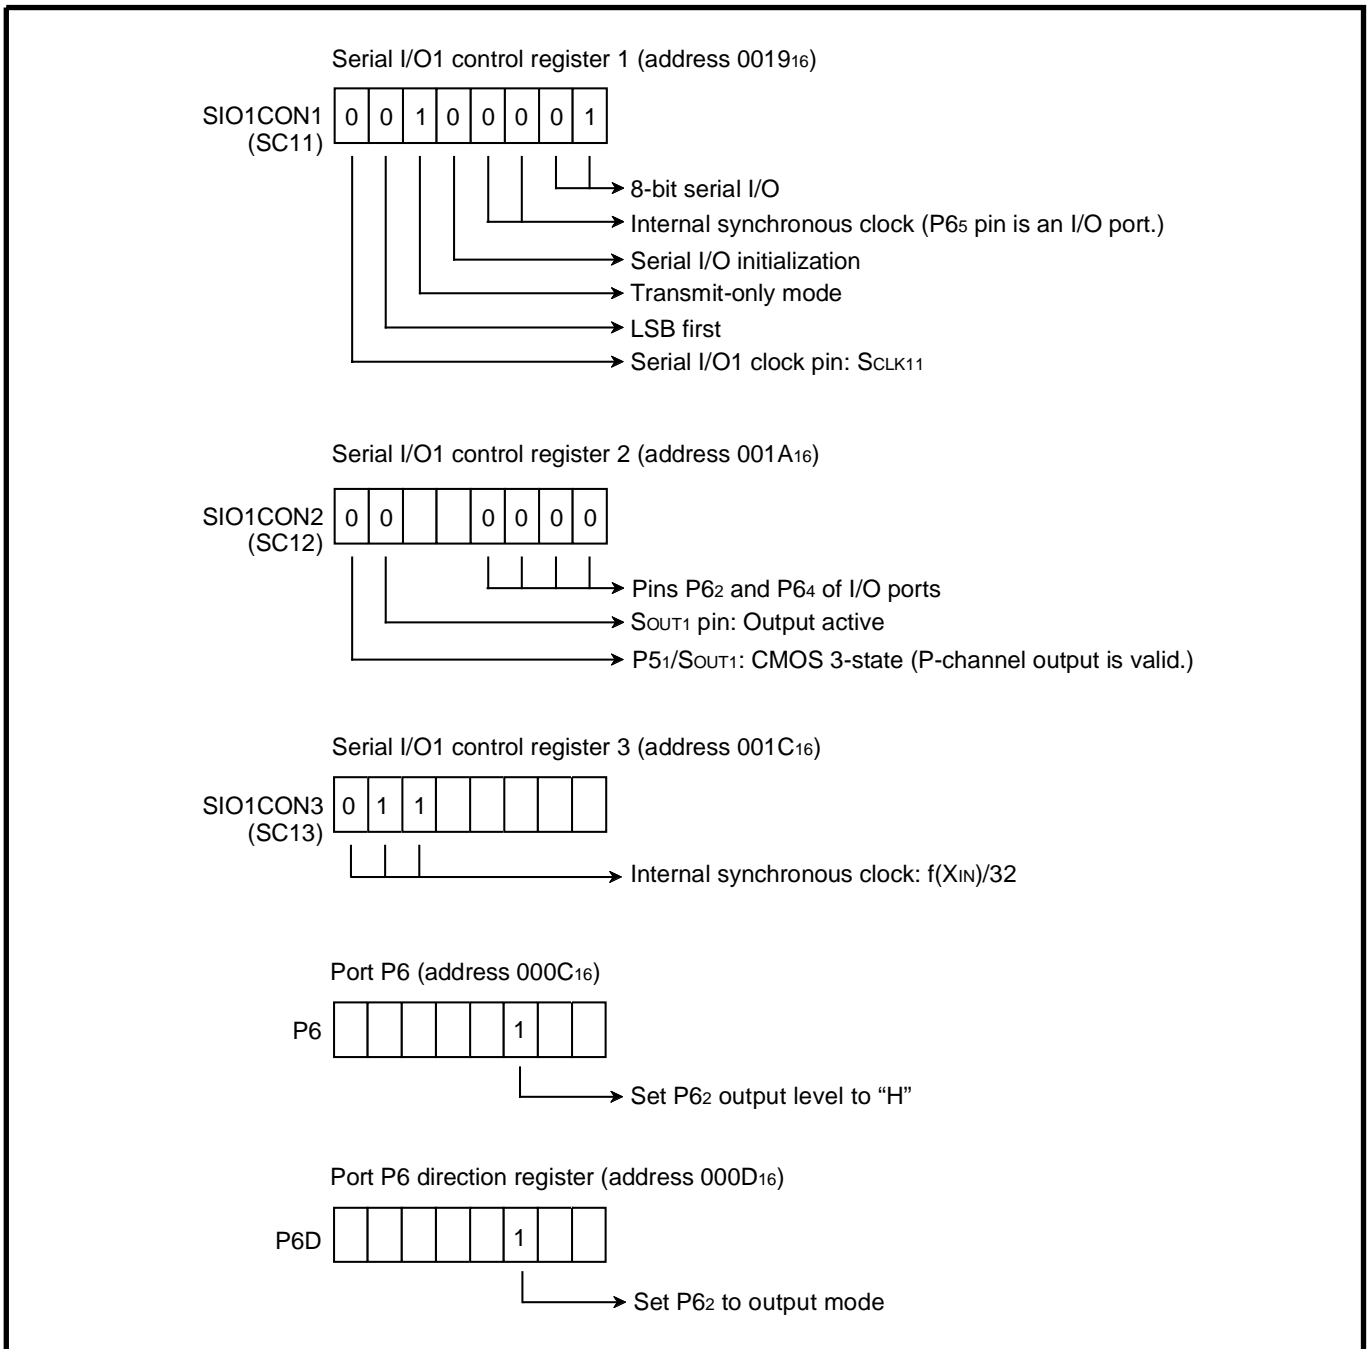 Serial I/O1 control register 1 (address 0019₁₆)
SIO1CON1 0 0 1 0 0 0 0 1
(SC11)
8-bit serial I/O
Internal synchronous clock (P6₅ pin is an I/O port.)
Serial I/O initialization
Transmit-only mode
LSB first
Serial I/O1 clock pin: SCLK11
Serial I/O1 control register 2 (address 001A₁₆)
SIO1CON2 0 0 0 0 0 0
(SC12)
Pins P6₂ and P6₄ of I/O ports
SOUT1 pin: Output active
P5₁/SOUT1: CMOS 3-state (P-channel output is valid.)
Serial I/O1 control register 3 (address 001C₁₆)
SIO1CON3 0 1 1
(SC13)
Internal synchronous clock: f(XIN)/32
Port P6 (address 000C₁₆)
P6 1
Set P6₂ output level to “H”
Port P6 direction register (address 000D₁₆)
P6D 1
Set P6₂ to output mode